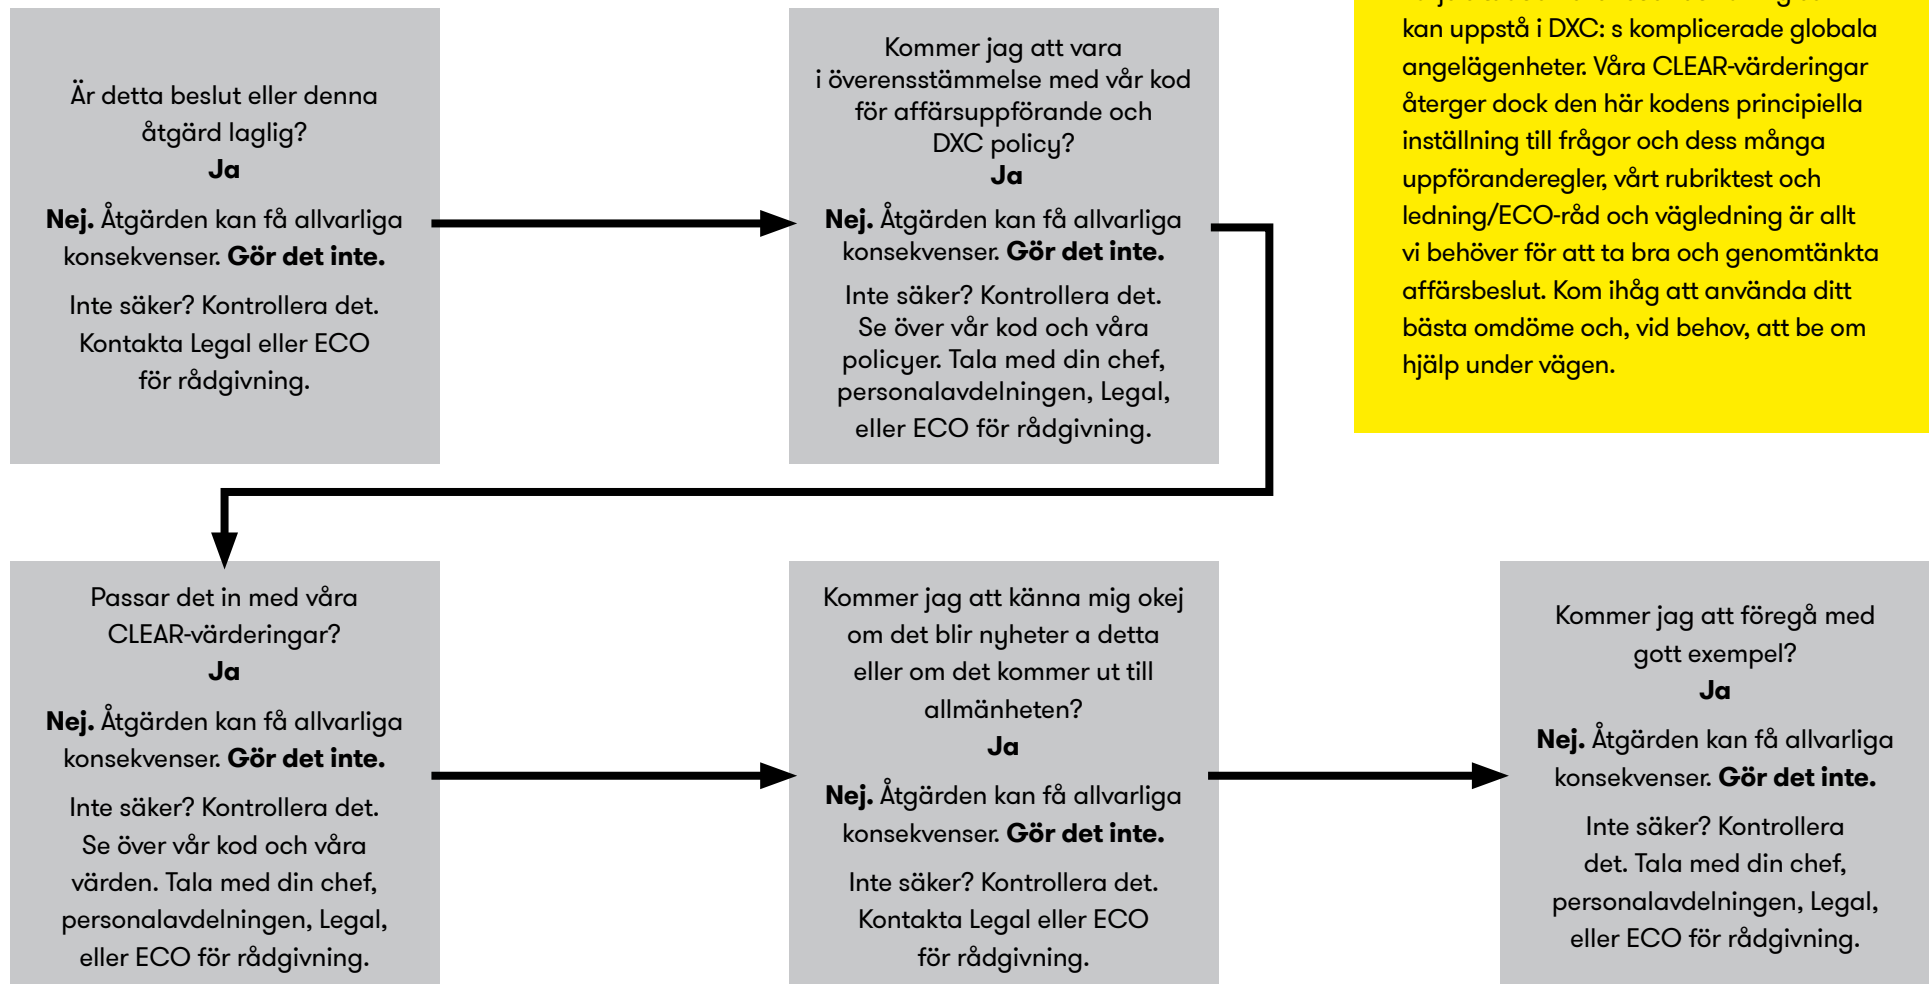 Är detta beslut eller denna
åtgärd laglig?
Ja
Nej. Åtgärden kan få allvarliga
konsekvenser. Gör det inte.
Inte säker? Kontrollera det.
Kontakta Legal eller ECO
för rådgivning.
Kommer jag att vara
i överensstämmelse med vår kod
för affärsuppförande och
DXC policy?
Ja
Nej. Åtgärden kan få allvarliga
konsekvenser. Gör det inte.
Inte säker? Kontrollera det.
Se över vår kod och våra
policyer. Tala med din chef,
personalavdelningen, Legal,
eller ECO för rådgivning.
kan uppstå i DXC: s komplicerade globala
angelägenheter. Våra CLEAR-värderingar
återger dock den här kodens principiella
inställning till frågor och dess många
uppföranderegler, vårt rubriktest och
ledning/ECO-råd och vägledning är allt
vi behöver för att ta bra och genomtänkta
affärsbeslut. Kom ihåg att använda ditt
bästa omdöme och, vid behov, att be om
hjälp under vägen.
Passar det in med våra
CLEAR-värderingar?
Ja
Nej. Åtgärden kan få allvarliga
konsekvenser. Gör det inte.
Inte säker? Kontrollera det.
Se över vår kod och våra
värden. Tala med din chef,
personalavdelningen, Legal,
eller ECO för rådgivning.
Kommer jag att känna mig okej
om det blir nyheter a detta
eller om det kommer ut till
allmänheten?
Ja
Nej. Åtgärden kan få allvarliga
konsekvenser. Gör det inte.
Inte säker? Kontrollera det.
Kontakta Legal eller ECO
för rådgivning.
Kommer jag att föregå med
gott exempel?
Ja
Nej. Åtgärden kan få allvarliga
konsekvenser. Gör det inte.
Inte säker? Kontrollera
det. Tala med din chef,
personalavdelningen, Legal,
eller ECO för rådgivning.